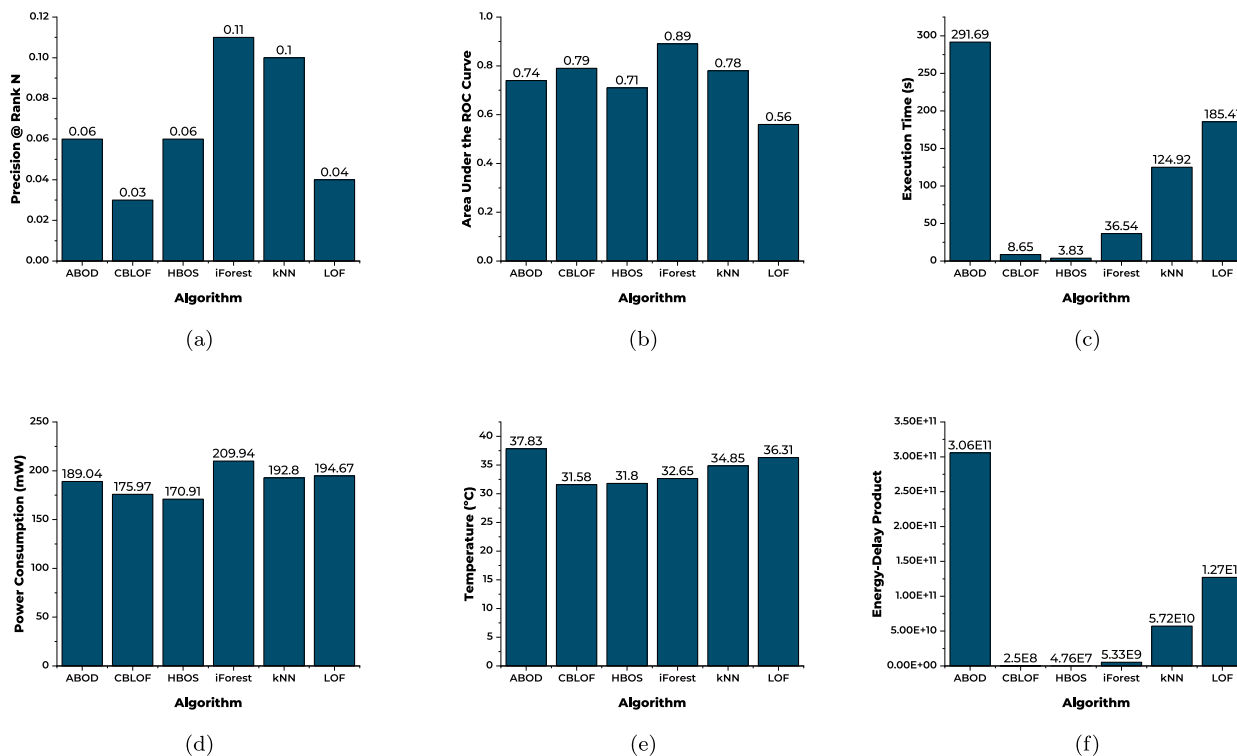 0.12
0.10
0.08
0.06
0.04
0.02
0.00
Precision @ Rank N
0.06
0.03
0.06
0.11
0.1
0.04
ABOD CBLOF HBOS iForest kNN LOF
Algorithm
(a)
1.0
0.8
0.6
0.4
0.2
0.0
Area Under the ROC Curve
0.74
0.79
0.71
0.89
0.78
0.56
ABOD CBLOF HBOS iForest kNN LOF
Algorithm
(b)
300
250
200
150
100
50
0
Execution Time (s)
291.69
8.65
3.83
36.54
124.92
185.4
ABOD CBLOF HBOS iForest kNN LOF
Algorithm
(c)
250
200
150
100
50
0
Power Consumption (mW)
189.04
175.97
170.91
209.94
192.8
194.67
ABOD CBLOF HBOS iForest kNN LOF
Algorithm
(d)
40
35
30
25
20
15
10
5
0
Temperature (°C)
37.83
31.58
31.8
32.65
34.85
36.31
ABOD CBLOF HBOS iForest kNN LOF
Algorithm
(e)
3.50E+11
3.00E+11
2.50E+11
2.00E+11
1.50E+11
1.00E+11
5.00E+10
0.00E+00
Energy-Delay Product
3.06E11
2.5E8
4.76E7
5.33E9
5.72E10
1.27E1
ABOD CBLOF HBOS iForest kNN LOF
Algorithm
(f)